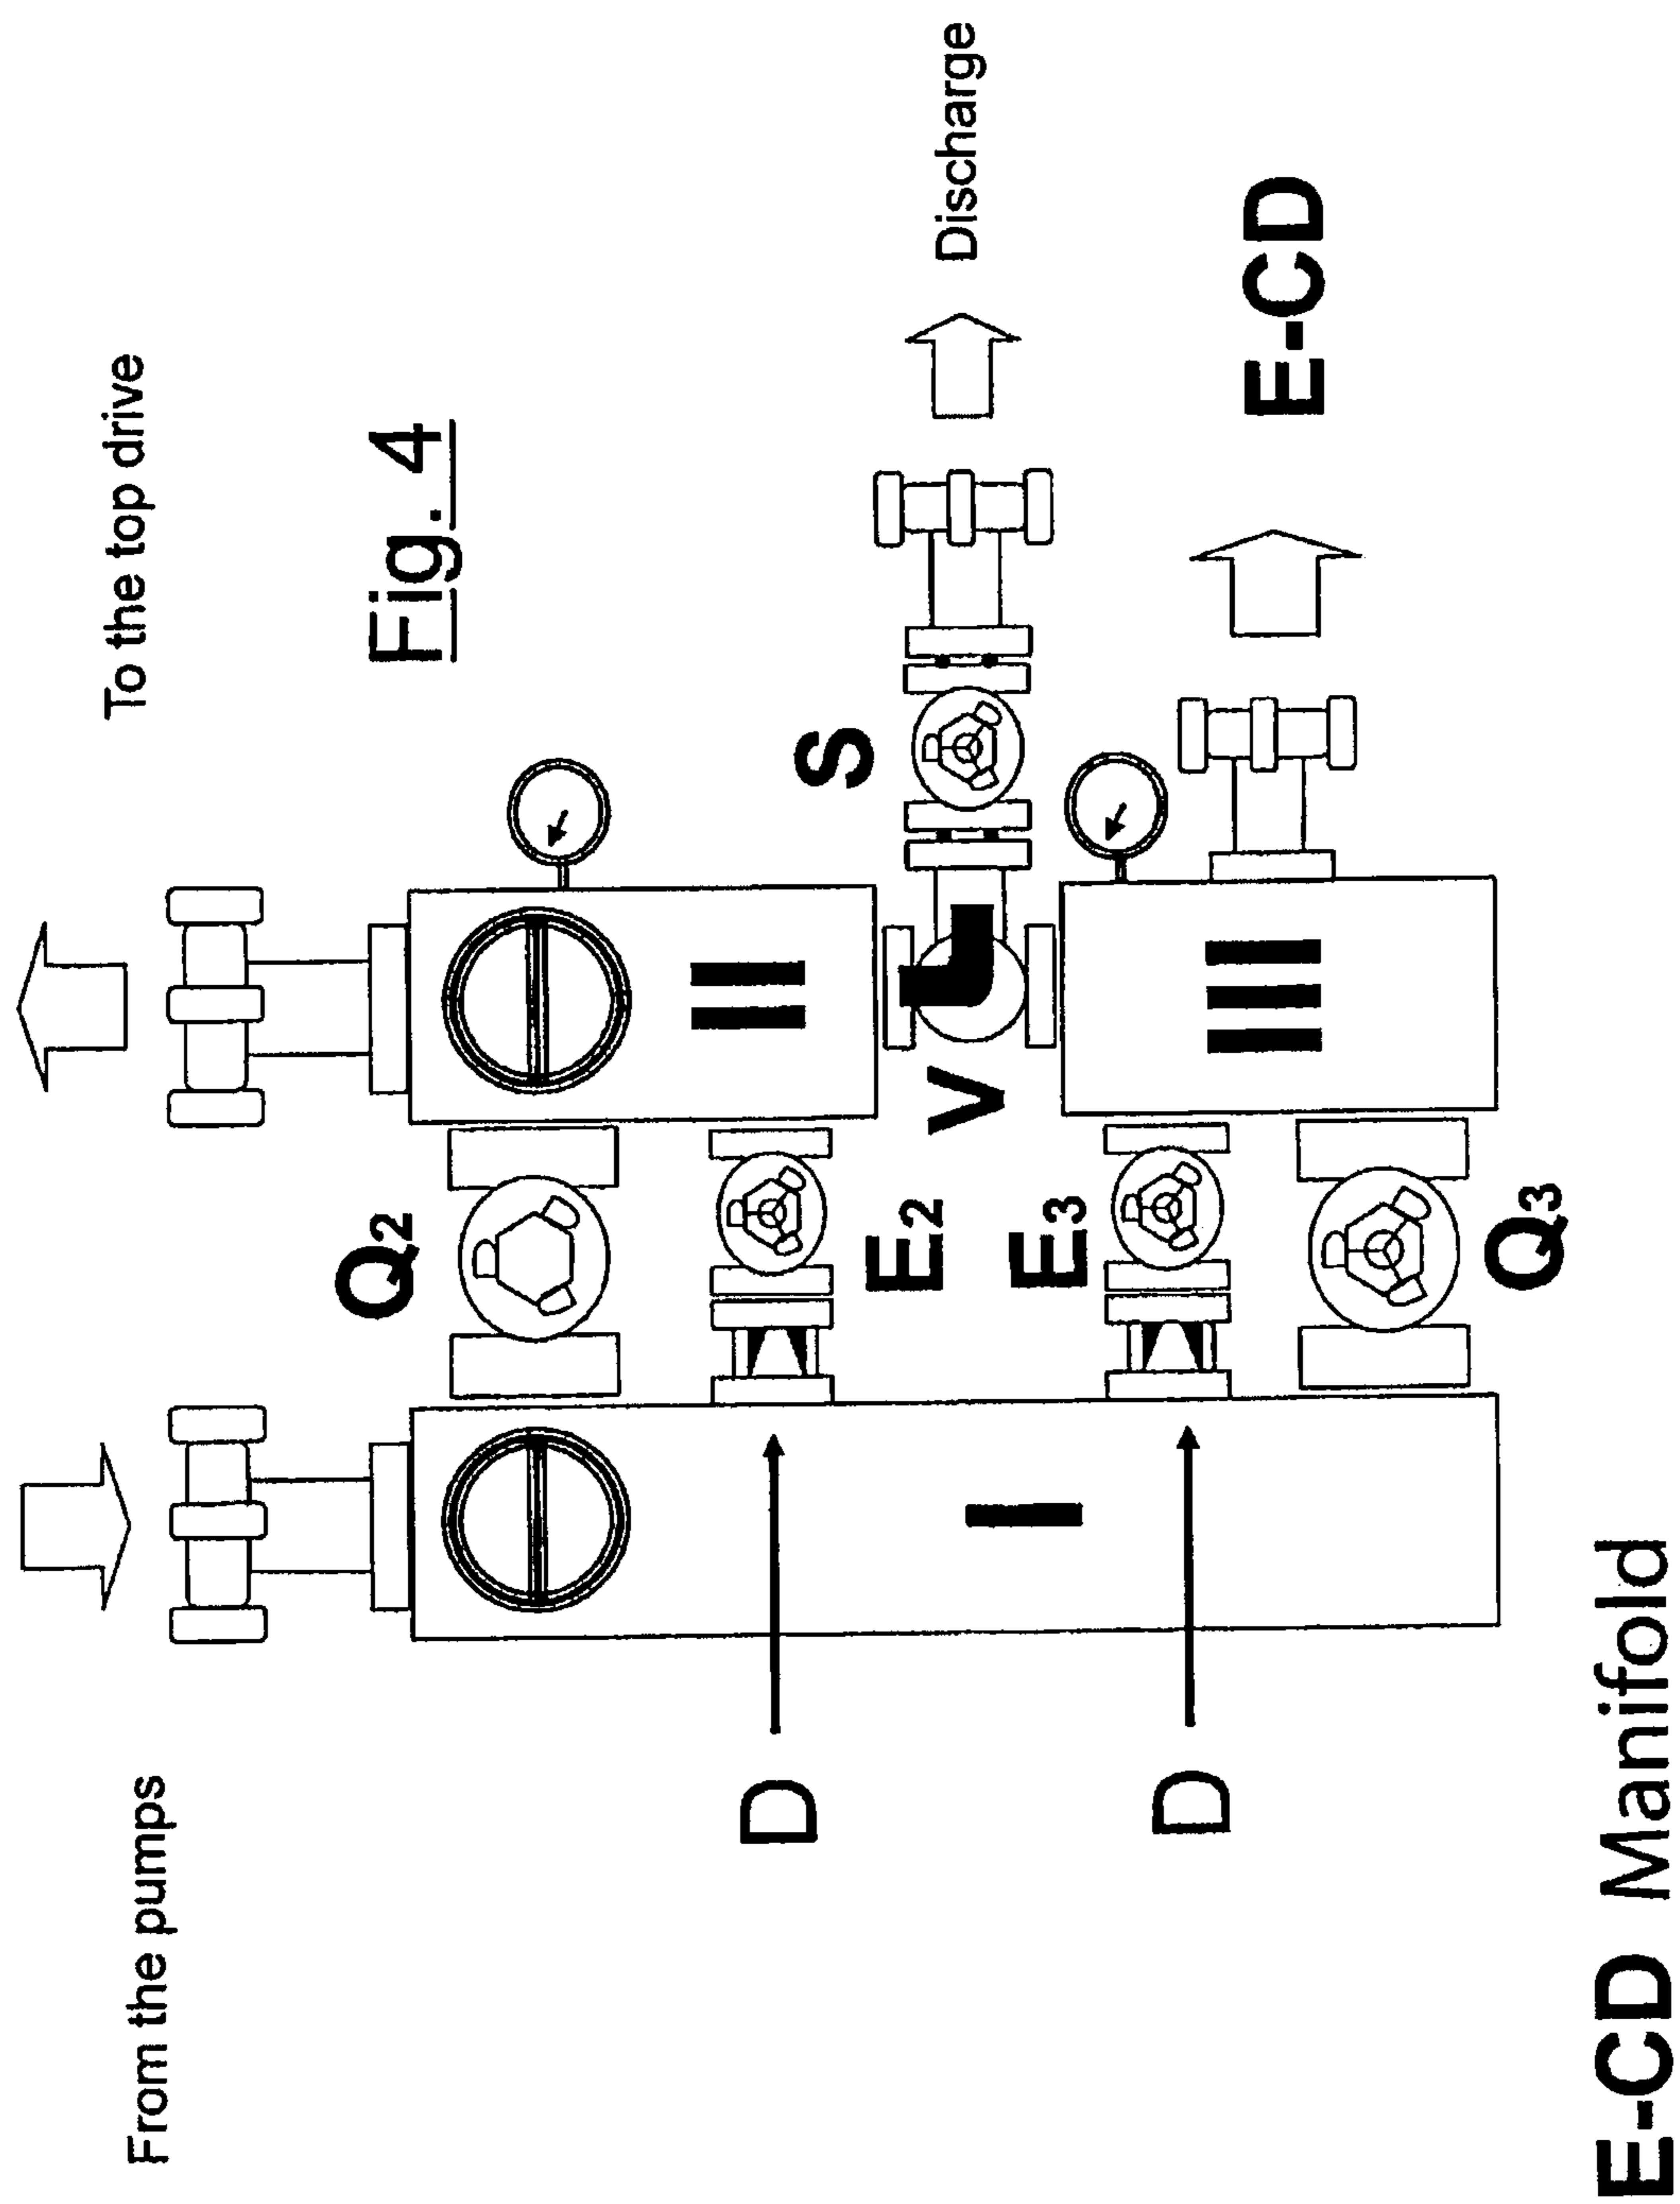 E-CD Manifold
From the pumps
To the top drive
Fig. 4
Q2
Q3
E2
E3
D
D
I
II
III
V
S
Discharge
E-CD